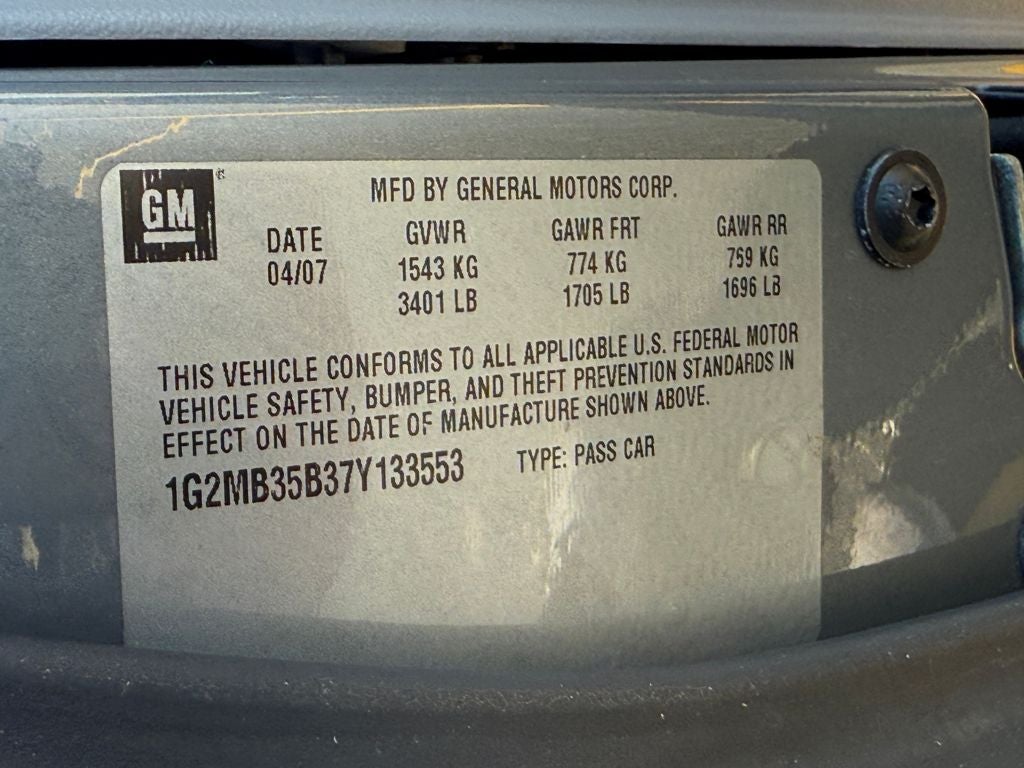 GM®
MFD BY GENERAL MOTORS CORP.
DATE GVWR GAWR FRT GAWR RR
04/07 1543 KG 774 KG 769 KG
3401 LB 1705 LB 1696 LB
THIS VEHICLE CONFORMS TO ALL APPLICABLE U.S. FEDERAL MOTOR
VEHICLE SAFETY, BUMPER, AND THEFT PREVENTION STANDARDS IN
EFFECT ON THE DATE OF MANUFACTURE SHOWN ABOVE.
1G2MB35B37Y133553 TYPE: PASS CAR